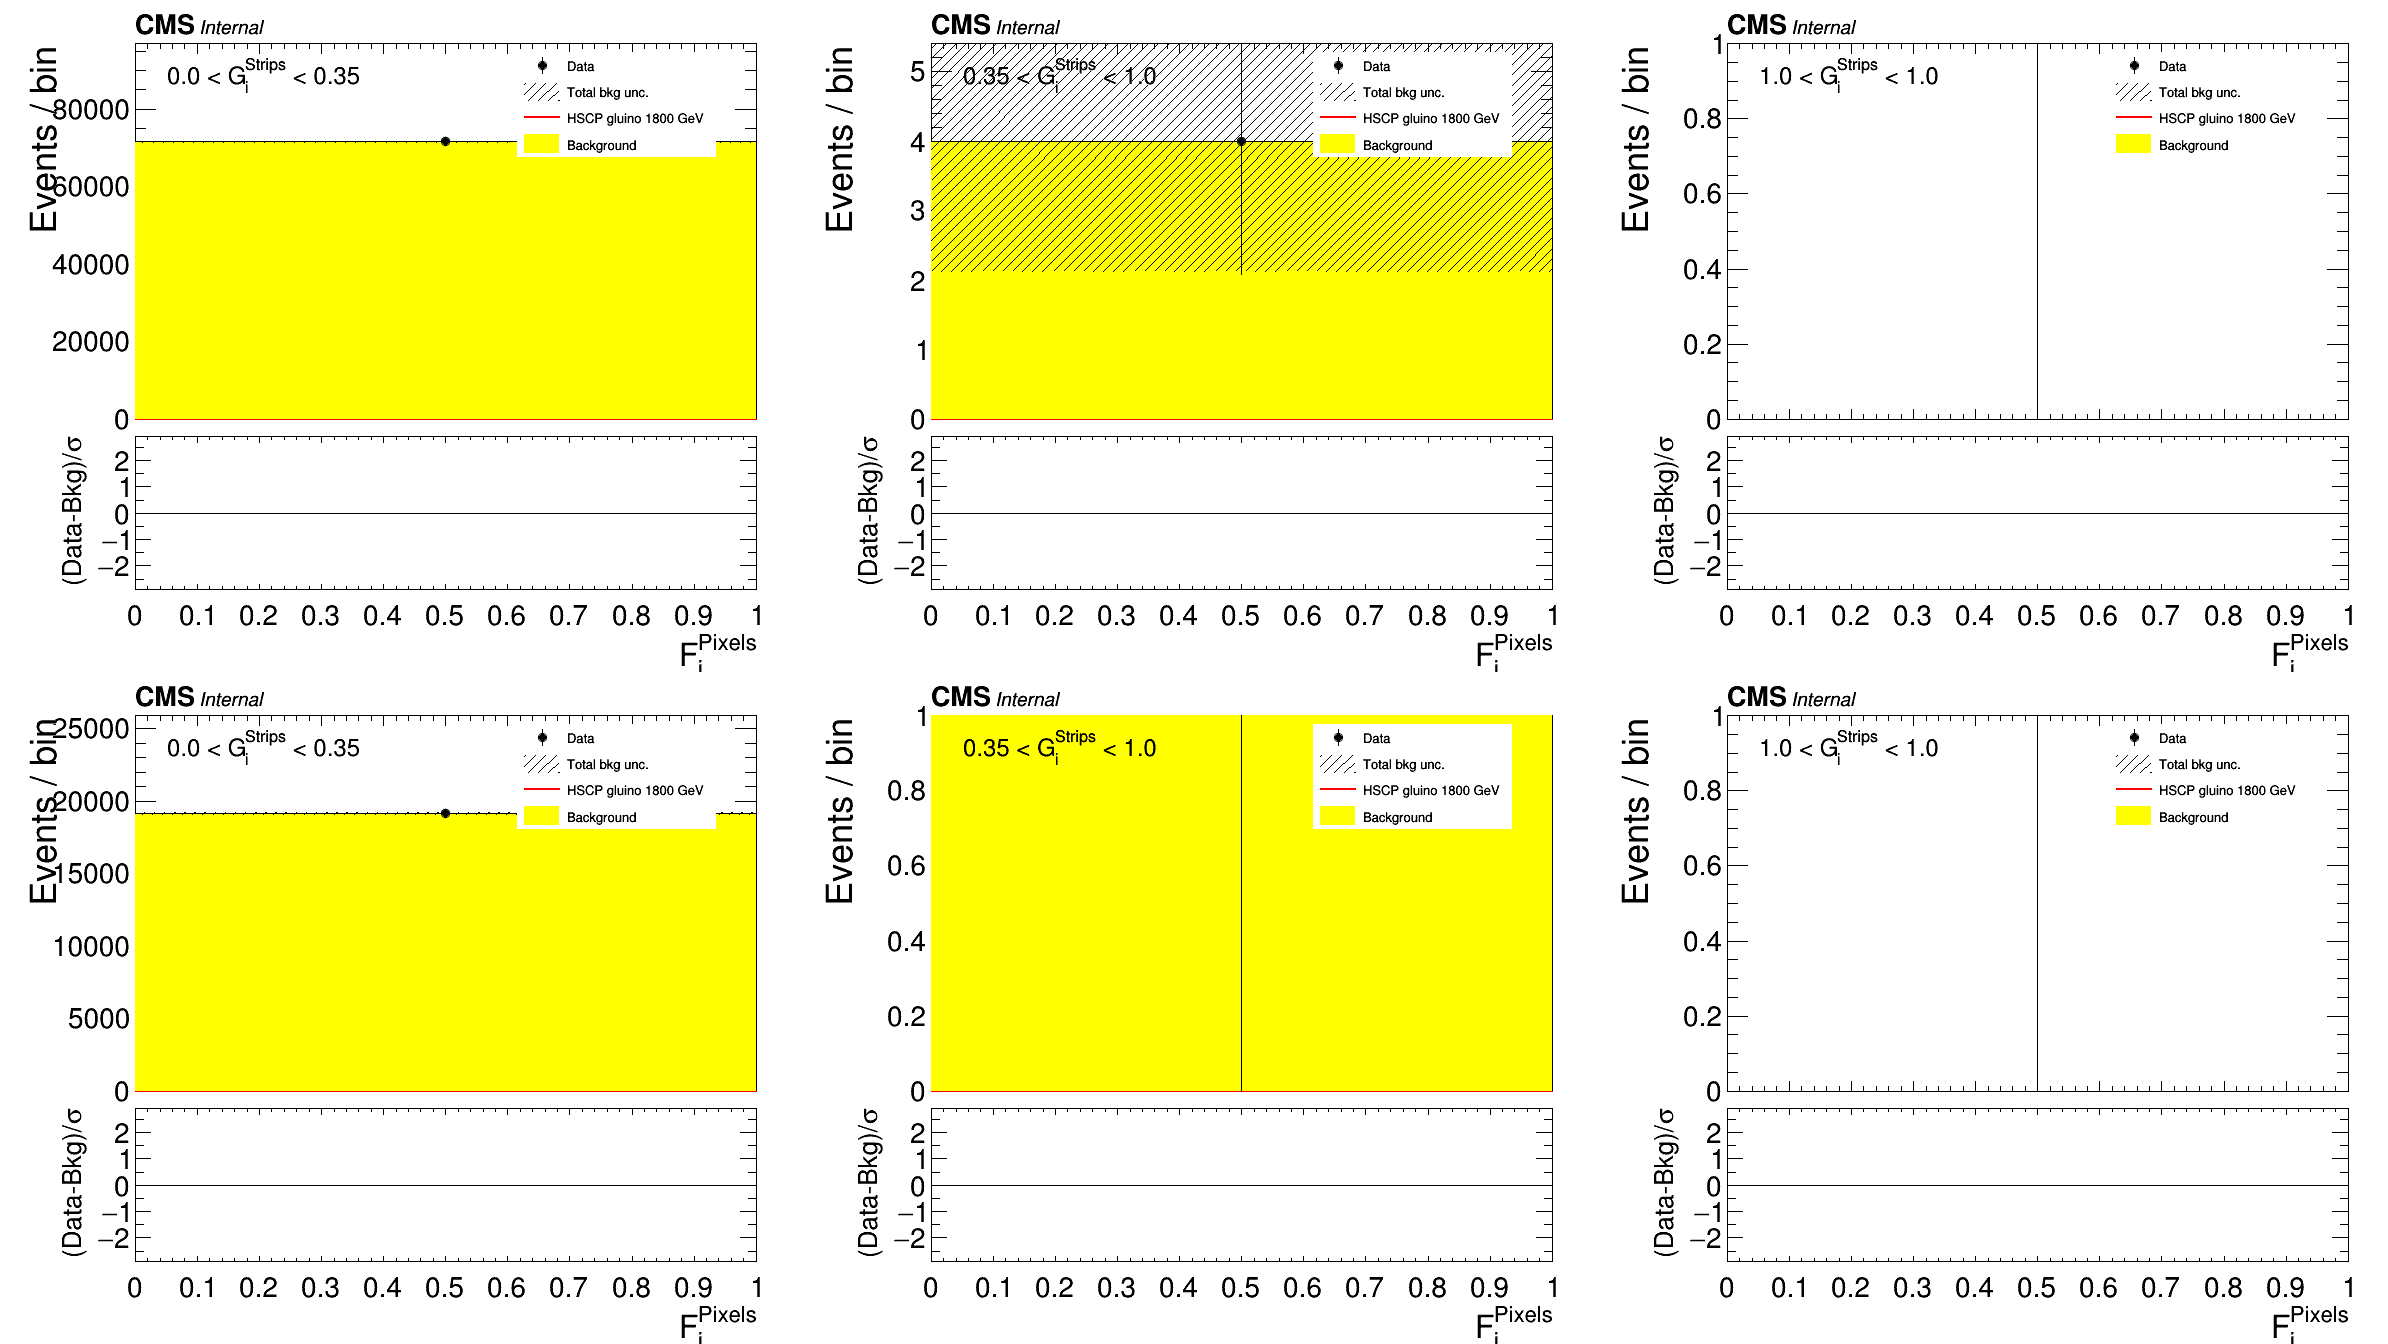 CMS Internal
Events / bin
0.0 < G_i^Strips < 0.35
Data
Total bkg unc.
HSCP gluino 1800 GeV
Background
80000
60000
40000
20000
0
(Data-Bkg)/σ
2
1
0
−1
−2
0 0.1 0.2 0.3 0.4 0.5 0.6 0.7 0.8 0.9 1
F_i^Pixels
CMS Internal
Events / bin
0.35 < G_i^Strips < 1.0
Data
Total bkg unc.
HSCP gluino 1800 GeV
Background
5
4
3
2
1
0
(Data-Bkg)/σ
2
1
0
−1
−2
0 0.1 0.2 0.3 0.4 0.5 0.6 0.7 0.8 0.9 1
F_i^Pixels
CMS Internal
Events / bin
1.0 < G_i^Strips < 1.0
Data
Total bkg unc.
HSCP gluino 1800 GeV
Background
1
0.8
0.6
0.4
0.2
0
(Data-Bkg)/σ
2
1
0
−1
−2
0 0.1 0.2 0.3 0.4 0.5 0.6 0.7 0.8 0.9 1
F_i^Pixels
CMS Internal
Events / bin
0.0 < G_i^Strips < 0.35
Data
Total bkg unc.
HSCP gluino 1800 GeV
Background
25000
20000
15000
10000
5000
0
(Data-Bkg)/σ
2
1
0
−1
−2
0 0.1 0.2 0.3 0.4 0.5 0.6 0.7 0.8 0.9 1
F_i^Pixels
CMS Internal
Events / bin
0.35 < G_i^Strips < 1.0
Data
Total bkg unc.
HSCP gluino 1800 GeV
Background
1
0.8
0.6
0.4
0.2
0
(Data-Bkg)/σ
2
1
0
−1
−2
0 0.1 0.2 0.3 0.4 0.5 0.6 0.7 0.8 0.9 1
F_i^Pixels
CMS Internal
Events / bin
1.0 < G_i^Strips < 1.0
Data
Total bkg unc.
HSCP gluino 1800 GeV
Background
1
0.8
0.6
0.4
0.2
0
(Data-Bkg)/σ
2
1
0
−1
−2
0 0.1 0.2 0.3 0.4 0.5 0.6 0.7 0.8 0.9 1
F_i^Pixels